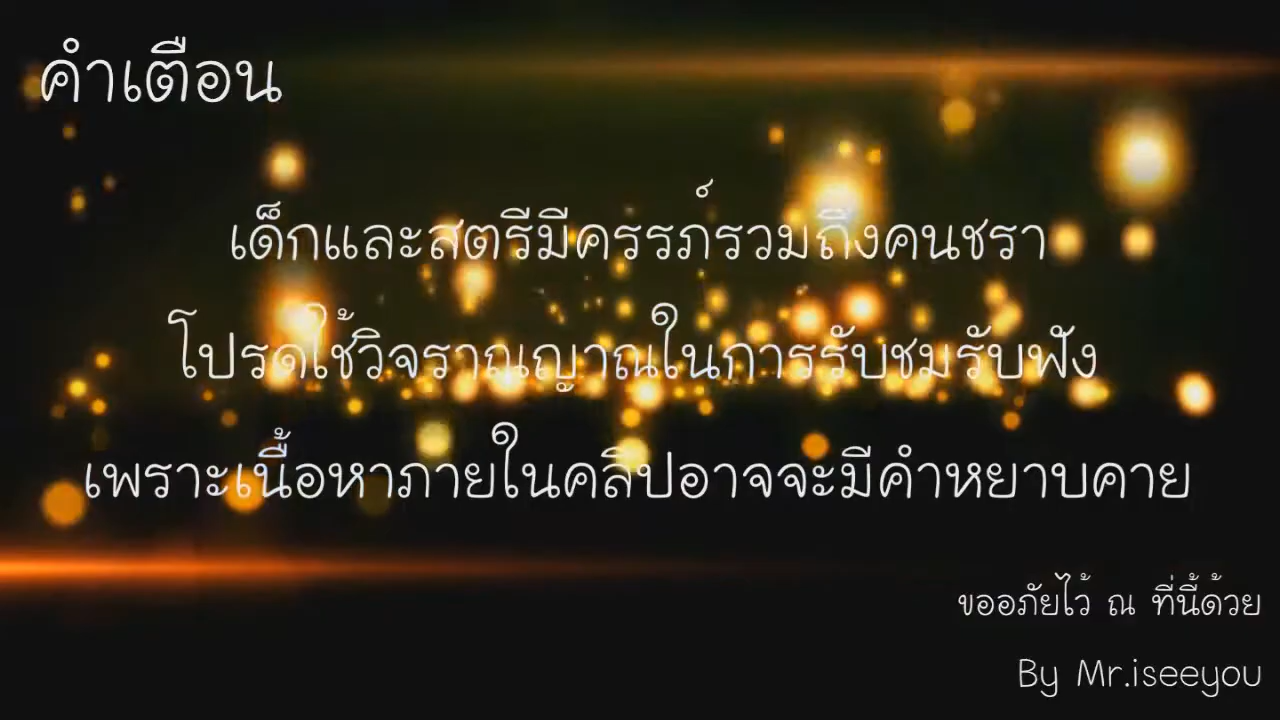 คำเตือน
เด็กและสตรีมีครรภ์รวมถึงคนชรา
โปรดใช้วิจราณญาณในการรับชมรับฟัง
เพราะเนื้อหาภายในคลิปอาจจะมีคำหยาบคาย
ขออภัยไว้ ณ ที่นี้ด้วย
By Mr.iseeyou